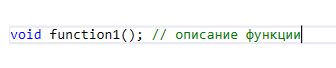 void function1(); // описание функции